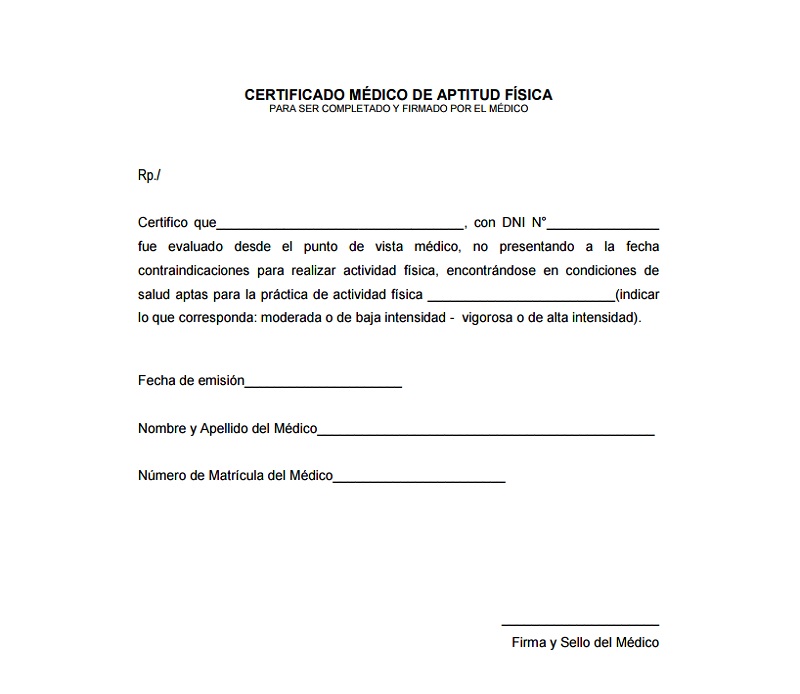 CERTIFICADO MÉDICO DE APTITUD FÍSICA
PARA SER COMPLETADO Y FIRMADO POR EL MÉDICO
Rp./
Certifico que_________________________________, con DNI N°_______________
fue evaluado desde el punto de vista médico, no presentando a la fecha
contraindicaciones para realizar actividad física, encontrándose en condiciones de
salud aptas para la práctica de actividad física _________________________(indicar
lo que corresponda: moderada o de baja intensidad - vigorosa o de alta intensidad).
Fecha de emisión_____________________
Nombre y Apellido del Médico_____________________________________________
Número de Matrícula del Médico_______________________
_____________________
Firma y Sello del Médico